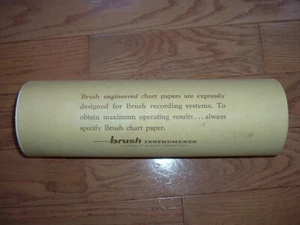 Brush engineered chart papers are expressly
designed for Brush recording systems. To
obtain maximum operating results...always
specify Brush chart paper.
brush INSTRUMENTS